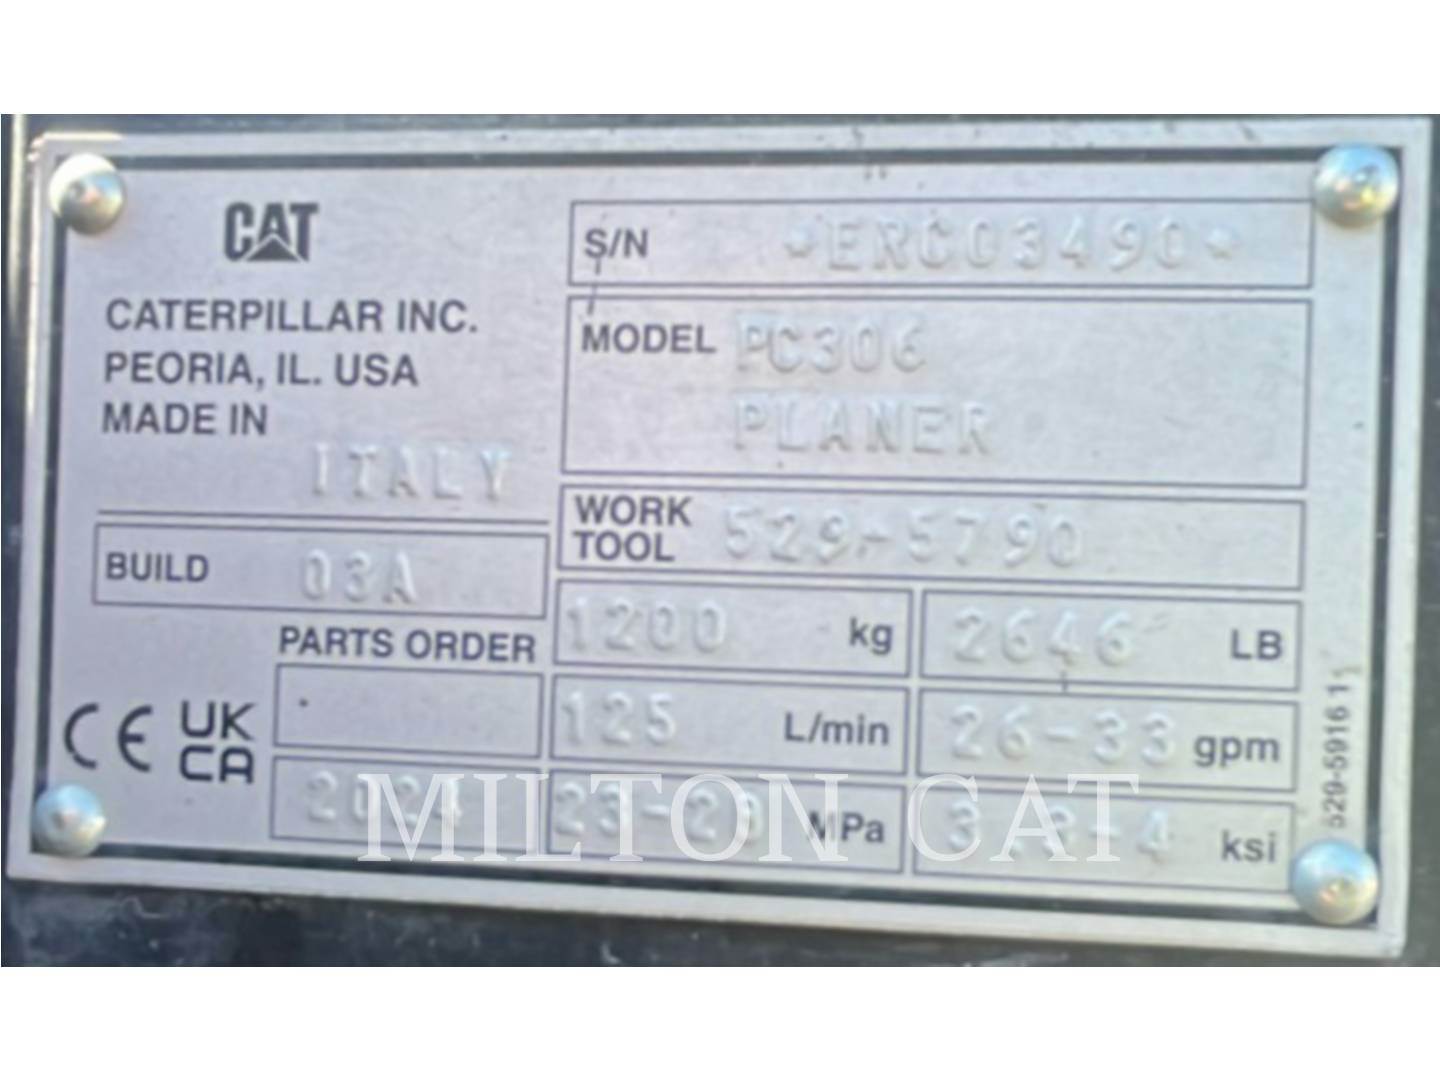 CAT
CATERPILLAR INC.
PEORIA, IL. USA
MADE IN
ITALY
BUILD 03A
PARTS ORDER
2024
CE UK CA
S/N *ERC03490*
MODEL PC306
PLANER
WORK TOOL 529-5790
1200 kg 2646 LB
125 L/min 26-33 gpm
MPa ksi
529-5916 1
MILTON CAT